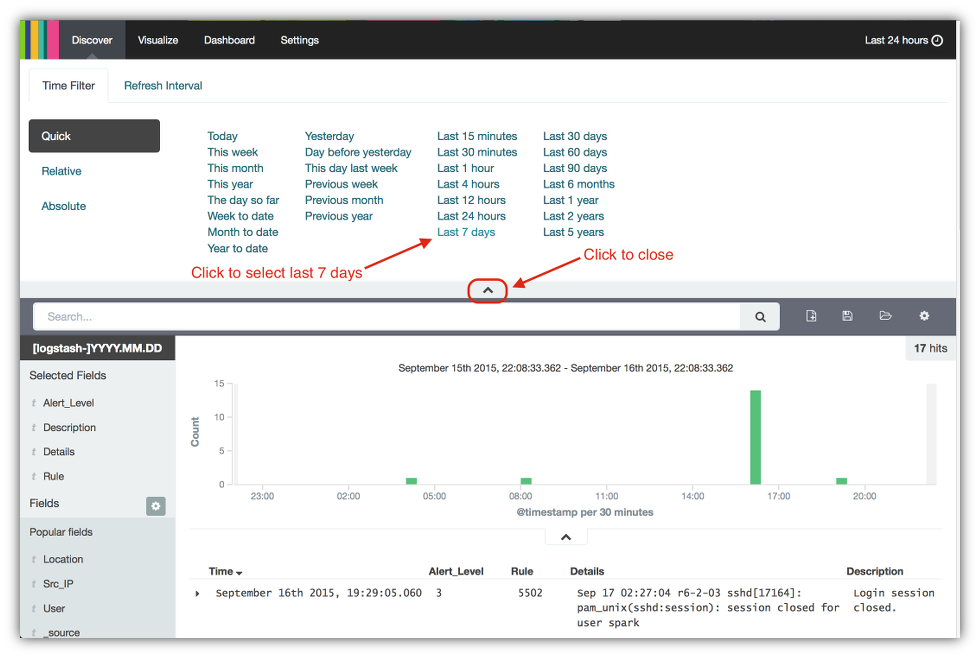 Discover Visualize Dashboard Settings Last 24 hours
Time Filter Refresh Interval
Quick
Relative
Absolute
Today
This week
This month
This year
The day so far
Week to date
Month to date
Year to date
Yesterday
Day before yesterday
This day last week
Previous week
Previous month
Previous year
Last 15 minutes
Last 30 minutes
Last 1 hour
Last 4 hours
Last 12 hours
Last 24 hours
Last 7 days
Last 30 days
Last 60 days
Last 90 days
Last 6 months
Last 1 year
Last 2 years
Last 5 years
Click to select last 7 days
Click to close
Search...
[logstash-]YYYY.MM.DD
17 hits
Selected Fields
t Alert_Level
t Description
t Details
t Rule
Fields
Popular fields
t Location
t Src_IP
t User
t _source
September 15th 2015, 22:08:33.362 - September 16th 2015, 22:08:33.362
Count
15
10
5
0
23:00 02:00 05:00 08:00 11:00 14:00 17:00 20:00
@timestamp per 30 minutes
Time Alert_Level Rule Details Description
September 16th 2015, 19:29:05.060 3 5502 Sep 17 02:27:04 r6-2-03 sshd[17164]: Login session
pam_unix(sshd:session): session closed for closed.
user spark